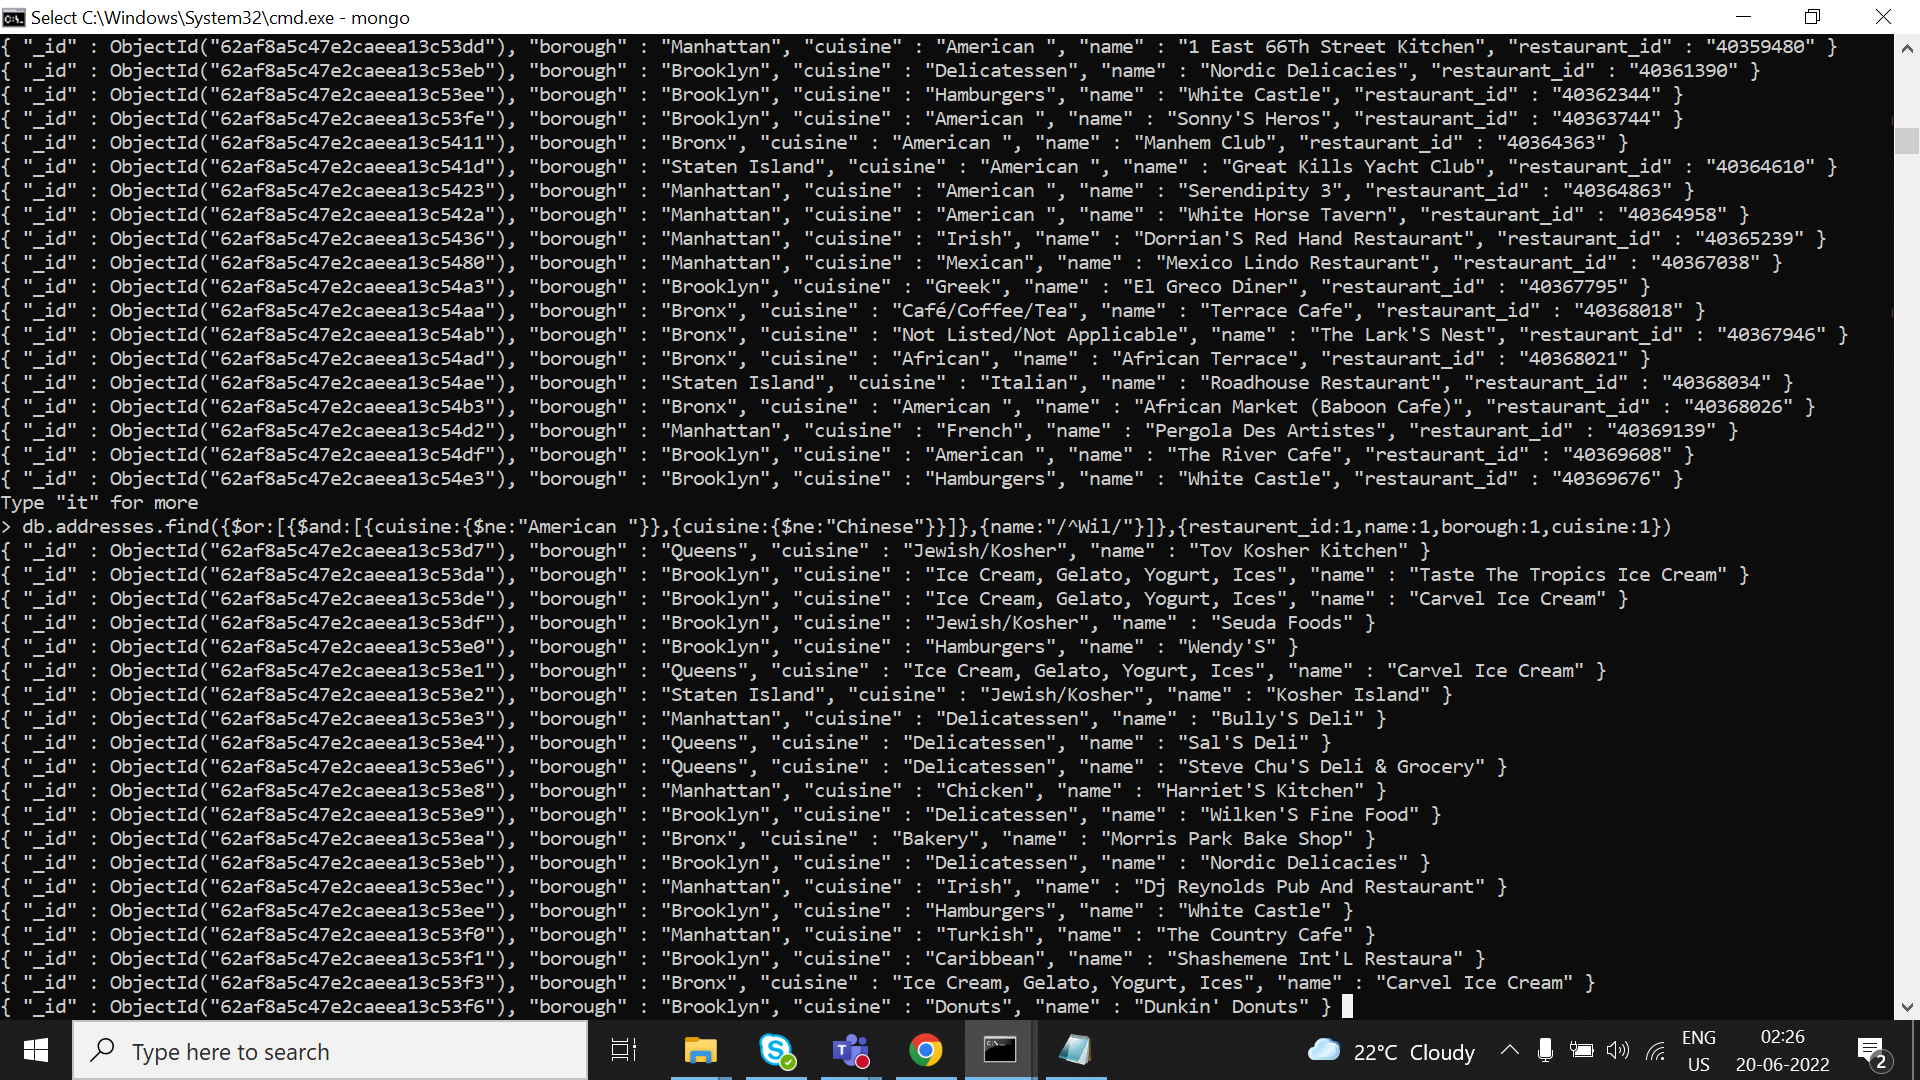 Select C:\Windows\System32\cmd.exe - mongo
{ "_id" : ObjectId("62af8a5c47e2caeea13c53dd"), "borough" : "Manhattan", "cuisine" : "American ", "name" : "1 East 66Th Street Kitchen", "restaurant_id" : "40359480" }
{ "_id" : ObjectId("62af8a5c47e2caeea13c53eb"), "borough" : "Brooklyn", "cuisine" : "Delicatessen", "name" : "Nordic Delicacies", "restaurant_id" : "40361390" }
{ "_id" : ObjectId("62af8a5c47e2caeea13c53ee"), "borough" : "Brooklyn", "cuisine" : "Hamburgers", "name" : "White Castle", "restaurant_id" : "40362344" }
{ "_id" : ObjectId("62af8a5c47e2caeea13c53fe"), "borough" : "Brooklyn", "cuisine" : "American ", "name" : "Sonny'S Heros", "restaurant_id" : "40363744" }
{ "_id" : ObjectId("62af8a5c47e2caeea13c5411"), "borough" : "Bronx", "cuisine" : "American ", "name" : "Manhem Club", "restaurant_id" : "40364363" }
{ "_id" : ObjectId("62af8a5c47e2caeea13c541d"), "borough" : "Staten Island", "cuisine" : "American ", "name" : "Great Kills Yacht Club", "restaurant_id" : "40364610" }
{ "_id" : ObjectId("62af8a5c47e2caeea13c5423"), "borough" : "Manhattan", "cuisine" : "American ", "name" : "Serendipity 3", "restaurant_id" : "40364863" }
{ "_id" : ObjectId("62af8a5c47e2caeea13c542a"), "borough" : "Manhattan", "cuisine" : "American ", "name" : "White Horse Tavern", "restaurant_id" : "40364958" }
{ "_id" : ObjectId("62af8a5c47e2caeea13c5436"), "borough" : "Manhattan", "cuisine" : "Irish", "name" : "Dorrian'S Red Hand Restaurant", "restaurant_id" : "40365239" }
{ "_id" : ObjectId("62af8a5c47e2caeea13c5480"), "borough" : "Manhattan", "cuisine" : "Mexican", "name" : "Mexico Lindo Restaurant", "restaurant_id" : "40367038" }
{ "_id" : ObjectId("62af8a5c47e2caeea13c54a3"), "borough" : "Brooklyn", "cuisine" : "Greek", "name" : "El Greco Diner", "restaurant_id" : "40367795" }
{ "_id" : ObjectId("62af8a5c47e2caeea13c54aa"), "borough" : "Bronx", "cuisine" : "Café/Coffee/Tea", "name" : "Terrace Cafe", "restaurant_id" : "40368018" }
{ "_id" : ObjectId("62af8a5c47e2caeea13c54ab"), "borough" : "Bronx", "cuisine" : "Not Listed/Not Applicable", "name" : "The Lark'S Nest", "restaurant_id" : "40367946" }
{ "_id" : ObjectId("62af8a5c47e2caeea13c54ad"), "borough" : "Bronx", "cuisine" : "African", "name" : "African Terrace", "restaurant_id" : "40368021" }
{ "_id" : ObjectId("62af8a5c47e2caeea13c54ae"), "borough" : "Staten Island", "cuisine" : "Italian", "name" : "Roadhouse Restaurant", "restaurant_id" : "40368034" }
{ "_id" : ObjectId("62af8a5c47e2caeea13c54b3"), "borough" : "Bronx", "cuisine" : "American ", "name" : "African Market (Baboon Cafe)", "restaurant_id" : "40368026" }
{ "_id" : ObjectId("62af8a5c47e2caeea13c54d2"), "borough" : "Manhattan", "cuisine" : "French", "name" : "Pergola Des Artistes", "restaurant_id" : "40369139" }
{ "_id" : ObjectId("62af8a5c47e2caeea13c54df"), "borough" : "Brooklyn", "cuisine" : "American ", "name" : "The River Cafe", "restaurant_id" : "40369608" }
{ "_id" : ObjectId("62af8a5c47e2caeea13c54e3"), "borough" : "Brooklyn", "cuisine" : "Hamburgers", "name" : "White Castle", "restaurant_id" : "40369676" }
Type "it" for more
> db.addresses.find({$or:[{$and:[{cuisine:{$ne:"American "}},{cuisine:{$ne:"Chinese"}}]},{name:"/^Wil/"}]},{restaurent_id:1,name:1,borough:1,cuisine:1})
{ "_id" : ObjectId("62af8a5c47e2caeea13c53d7"), "borough" : "Queens", "cuisine" : "Jewish/Kosher", "name" : "Tov Kosher Kitchen" }
{ "_id" : ObjectId("62af8a5c47e2caeea13c53da"), "borough" : "Brooklyn", "cuisine" : "Ice Cream, Gelato, Yogurt, Ices", "name" : "Taste The Tropics Ice Cream" }
{ "_id" : ObjectId("62af8a5c47e2caeea13c53de"), "borough" : "Brooklyn", "cuisine" : "Ice Cream, Gelato, Yogurt, Ices", "name" : "Carvel Ice Cream" }
{ "_id" : ObjectId("62af8a5c47e2caeea13c53df"), "borough" : "Brooklyn", "cuisine" : "Jewish/Kosher", "name" : "Seuda Foods" }
{ "_id" : ObjectId("62af8a5c47e2caeea13c53e0"), "borough" : "Brooklyn", "cuisine" : "Hamburgers", "name" : "Wendy'S" }
{ "_id" : ObjectId("62af8a5c47e2caeea13c53e1"), "borough" : "Queens", "cuisine" : "Ice Cream, Gelato, Yogurt, Ices", "name" : "Carvel Ice Cream" }
{ "_id" : ObjectId("62af8a5c47e2caeea13c53e2"), "borough" : "Staten Island", "cuisine" : "Jewish/Kosher", "name" : "Kosher Island" }
{ "_id" : ObjectId("62af8a5c47e2caeea13c53e3"), "borough" : "Manhattan", "cuisine" : "Delicatessen", "name" : "Bully'S Deli" }
{ "_id" : ObjectId("62af8a5c47e2caeea13c53e4"), "borough" : "Queens", "cuisine" : "Delicatessen", "name" : "Sal'S Deli" }
{ "_id" : ObjectId("62af8a5c47e2caeea13c53e6"), "borough" : "Queens", "cuisine" : "Delicatessen", "name" : "Steve Chu'S Deli & Grocery" }
{ "_id" : ObjectId("62af8a5c47e2caeea13c53e8"), "borough" : "Manhattan", "cuisine" : "Chicken", "name" : "Harriet'S Kitchen" }
{ "_id" : ObjectId("62af8a5c47e2caeea13c53e9"), "borough" : "Brooklyn", "cuisine" : "Delicatessen", "name" : "Wilken'S Fine Food" }
{ "_id" : ObjectId("62af8a5c47e2caeea13c53ea"), "borough" : "Bronx", "cuisine" : "Bakery", "name" : "Morris Park Bake Shop" }
{ "_id" : ObjectId("62af8a5c47e2caeea13c53eb"), "borough" : "Brooklyn", "cuisine" : "Delicatessen", "name" : "Nordic Delicacies" }
{ "_id" : ObjectId("62af8a5c47e2caeea13c53ec"), "borough" : "Manhattan", "cuisine" : "Irish", "name" : "Dj Reynolds Pub And Restaurant" }
{ "_id" : ObjectId("62af8a5c47e2caeea13c53ee"), "borough" : "Brooklyn", "cuisine" : "Hamburgers", "name" : "White Castle" }
{ "_id" : ObjectId("62af8a5c47e2caeea13c53f0"), "borough" : "Manhattan", "cuisine" : "Turkish", "name" : "The Country Cafe" }
{ "_id" : ObjectId("62af8a5c47e2caeea13c53f1"), "borough" : "Brooklyn", "cuisine" : "Caribbean", "name" : "Shashemene Int'L Restaura" }
{ "_id" : ObjectId("62af8a5c47e2caeea13c53f3"), "borough" : "Bronx", "cuisine" : "Ice Cream, Gelato, Yogurt, Ices", "name" : "Carvel Ice Cream" }
{ "_id" : ObjectId("62af8a5c47e2caeea13c53f6"), "borough" : "Brooklyn", "cuisine" : "Donuts", "name" : "Dunkin' Donuts" }
Type here to search
22°C Cloudy
ENG
US
02:26
20-06-2022
2